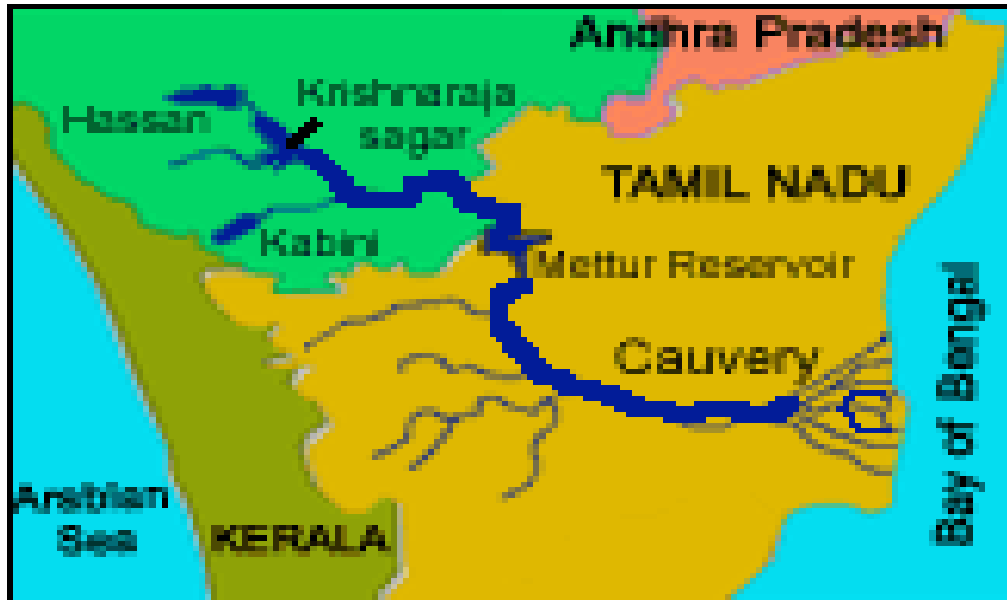 Andhra Pradesh
Krishnaraja
sagar
Hassan
TAMIL NADU
Kabini
Mettur Reservoir
Cauvery
Bay of Bengal
Arabian
Sea
KERALA